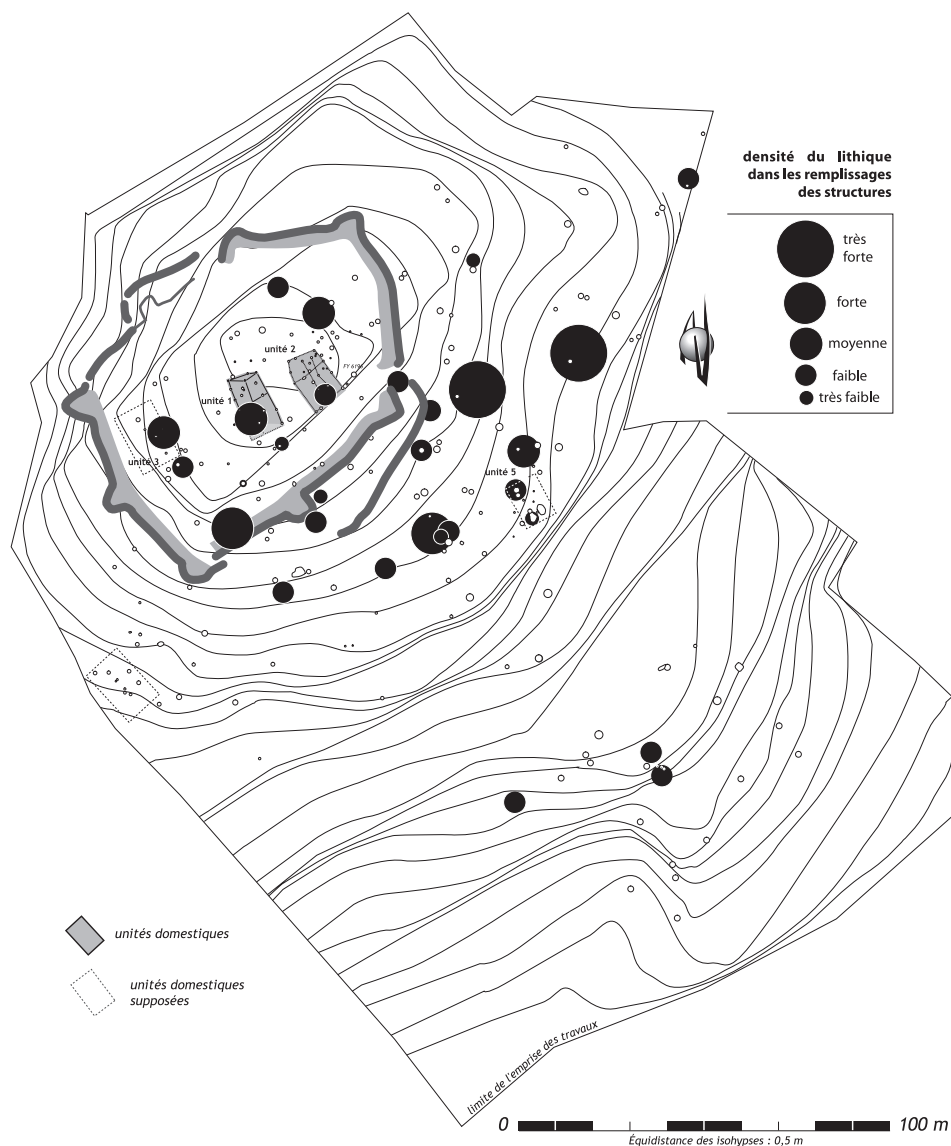 densité du lithique
dans les remplissages
des structures
très
forte
forte
moyenne
faible
très faible
unité 2
unité 1
unité 3
unité 5
unités domestiques
unités domestiques
supposées
limite de l'emprise des travaux
0
100 m
Équidistance des isohypses : 0,5 m